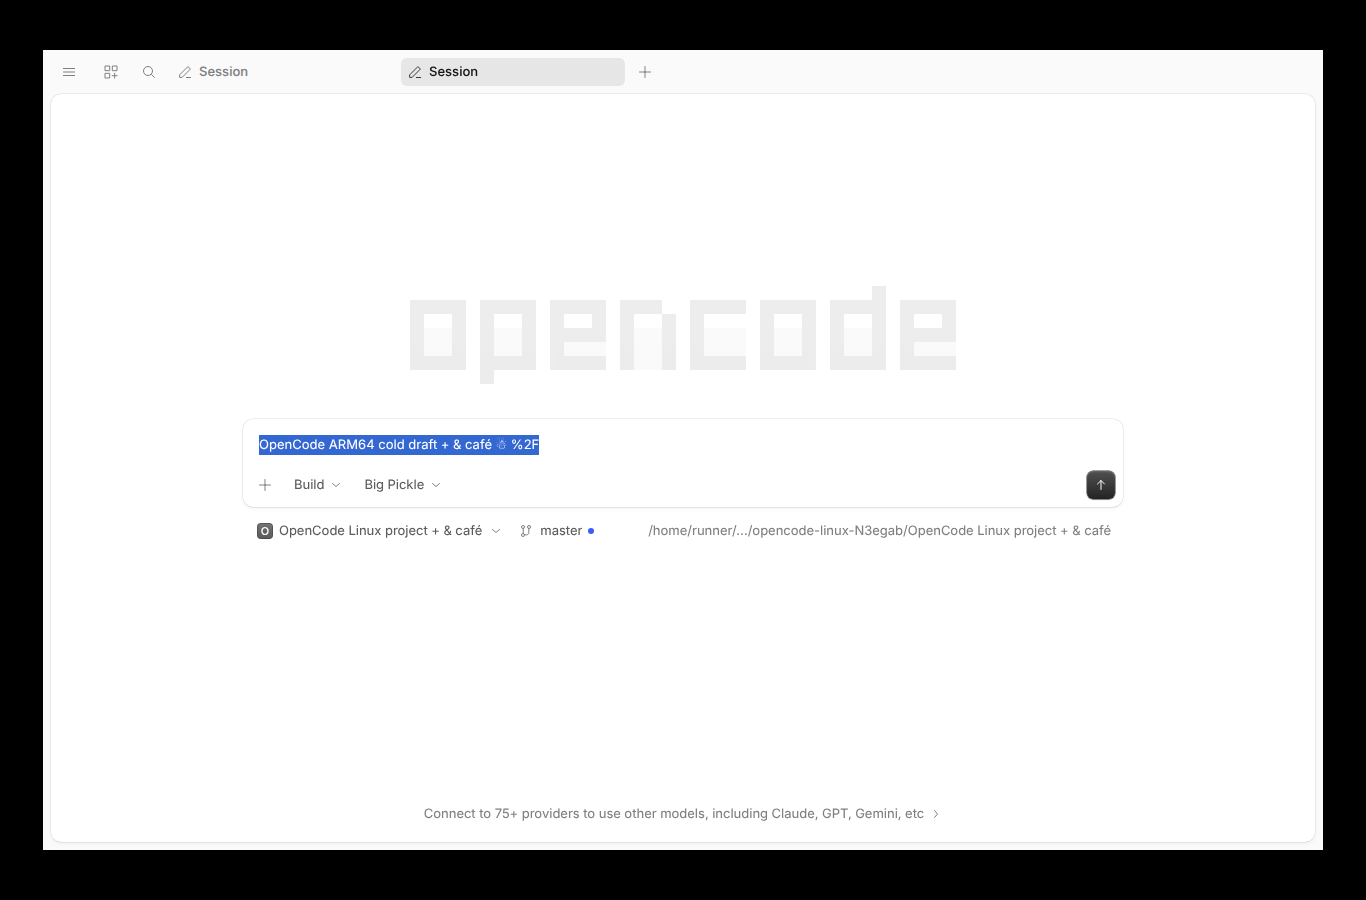 Session
Session
opencode
OpenCode ARM64 cold draft + & café ☃ %2F
Build
Big Pickle
O
OpenCode Linux project + & café
master
/home/runner/.../opencode-linux-N3egab/OpenCode Linux project + & café
Connect to 75+ providers to use other models, including Claude, GPT, Gemini, etc